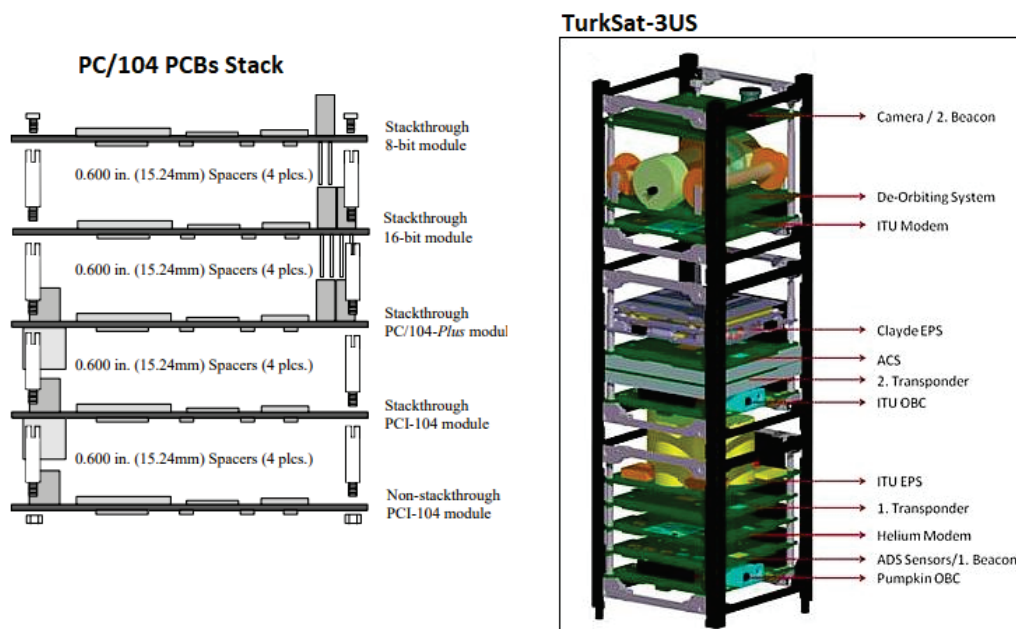 PC/104 PCBs Stack
Stackthrough
8-bit module
0.600 in. (15.24mm) Spacers (4 plcs.)
Stackthrough
16-bit module
0.600 in. (15.24mm) Spacers (4 plcs.)
Stackthrough
PC/104-Plus modul
0.600 in. (15.24mm) Spacers (4 plcs.)
Stackthrough
PCI-104 module
0.600 in. (15.24mm) Spacers (4 plcs.)
Non-stackthrough
PCI-104 module
TurkSat-3US
Camera / 2. Beacon
De-Orbiting System
ITU Modem
Clayde EPS
ACS
2. Transponder
ITU OBC
ITU EPS
1. Transponder
Helium Modem
ADS Sensors/1. Beacon
Pumpkin OBC